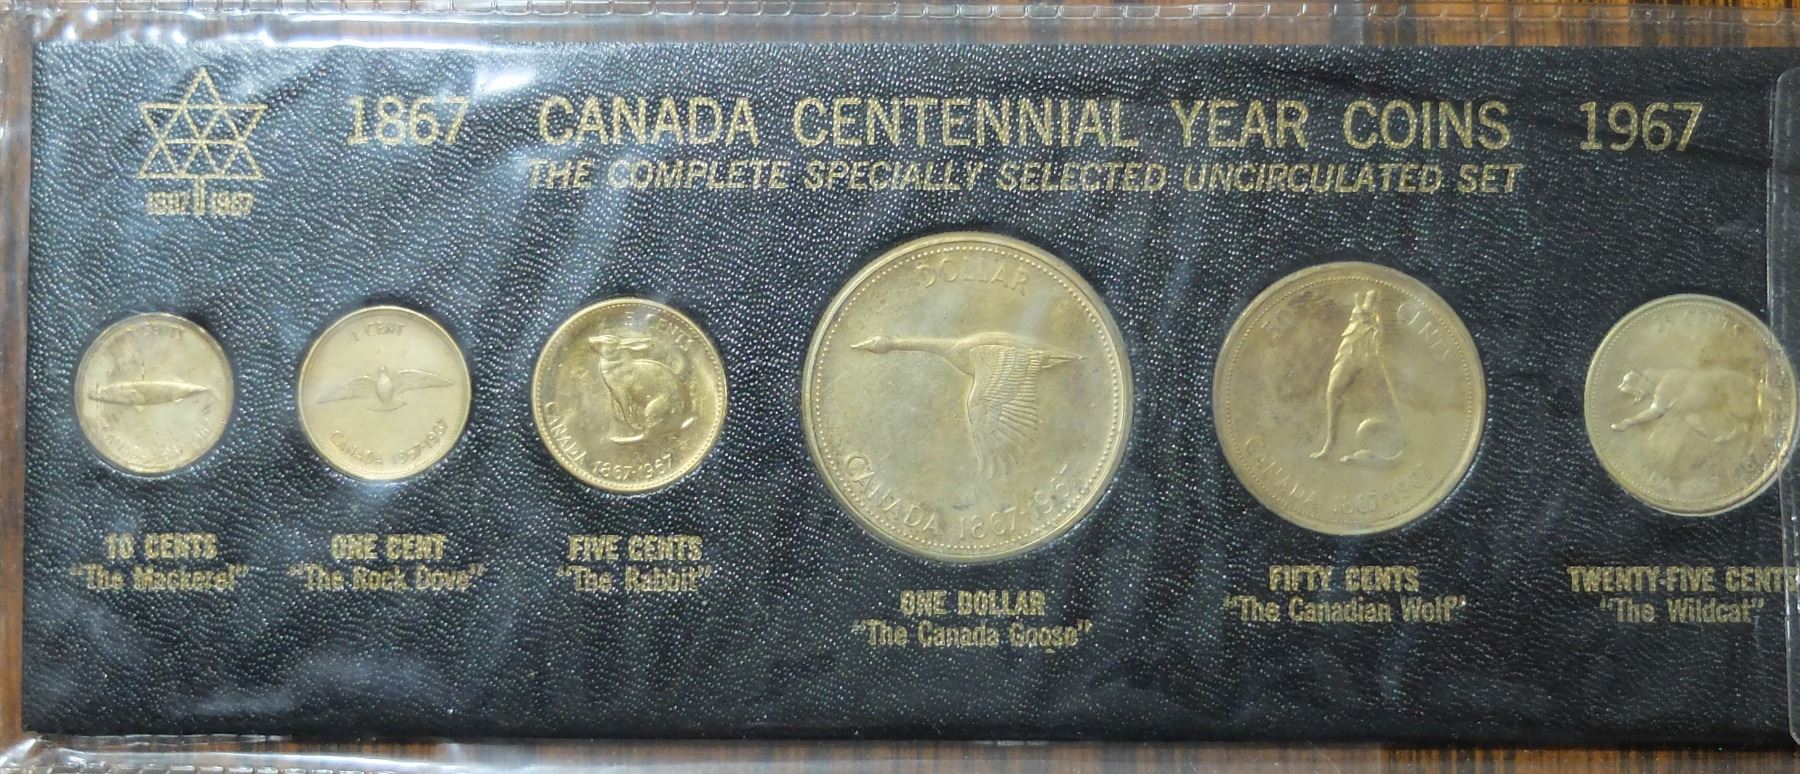 1867 CANADA CENTENNIAL YEAR COINS 1967
THE COMPLETE SPECIALLY SELECTED UNCIRCULATED SET
1867 1967
CENTS
1 CENT
CANADA 1867-1967
CENTS
CANADA 1867-1967
DOLLAR
CANADA 1867-1967
50 CENTS
CANADA 1867-1967
10 CENTS
"The Mackerel"
ONE CENT
"The Rock Dove"
FIVE CENTS
"The Rabbit"
ONE DOLLAR
"The Canada Goose"
FIFTY CENTS
"The Canadian Wolf"
TWENTY-FIVE CENTS
"The Wildcat"